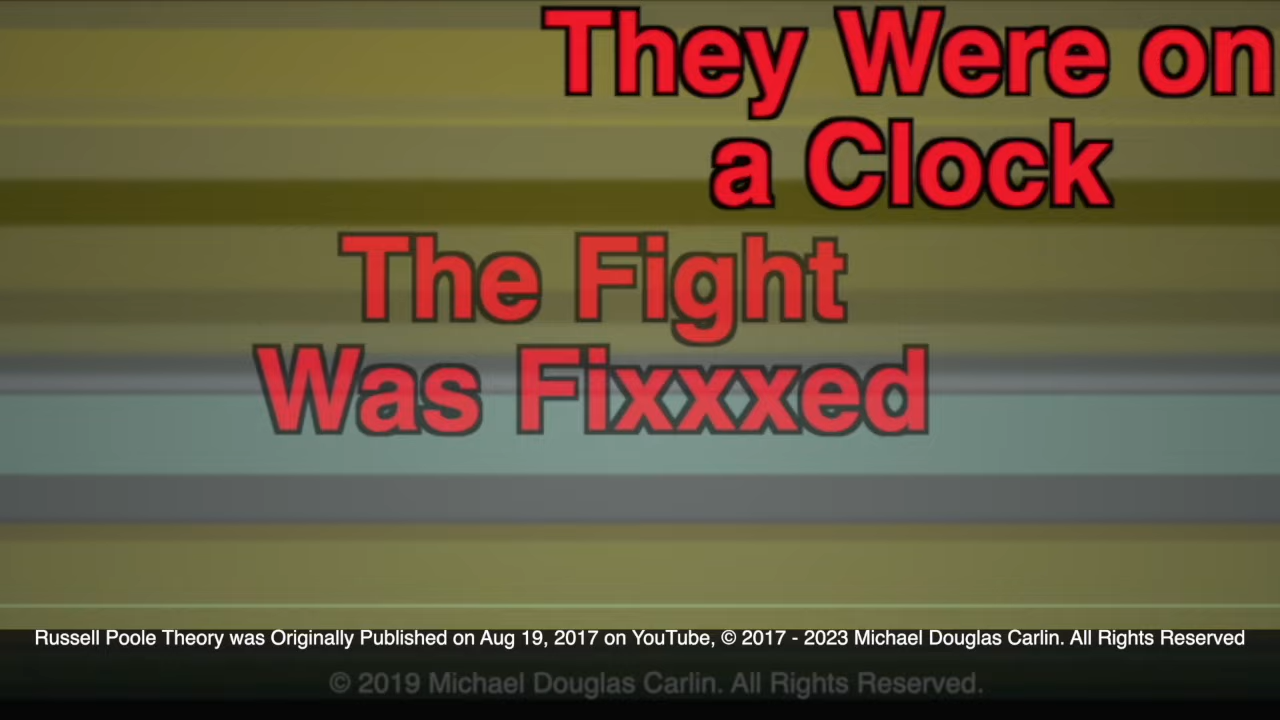 They Were on
a Clock
The Fight
Was Fixxxed
Russell Poole Theory was Originally Published on Aug 19, 2017 on YouTube, © 2017 - 2023 Michael Douglas Carlin. All Rights Reserved
© 2019 Michael Douglas Carlin. All Rights Reserved.